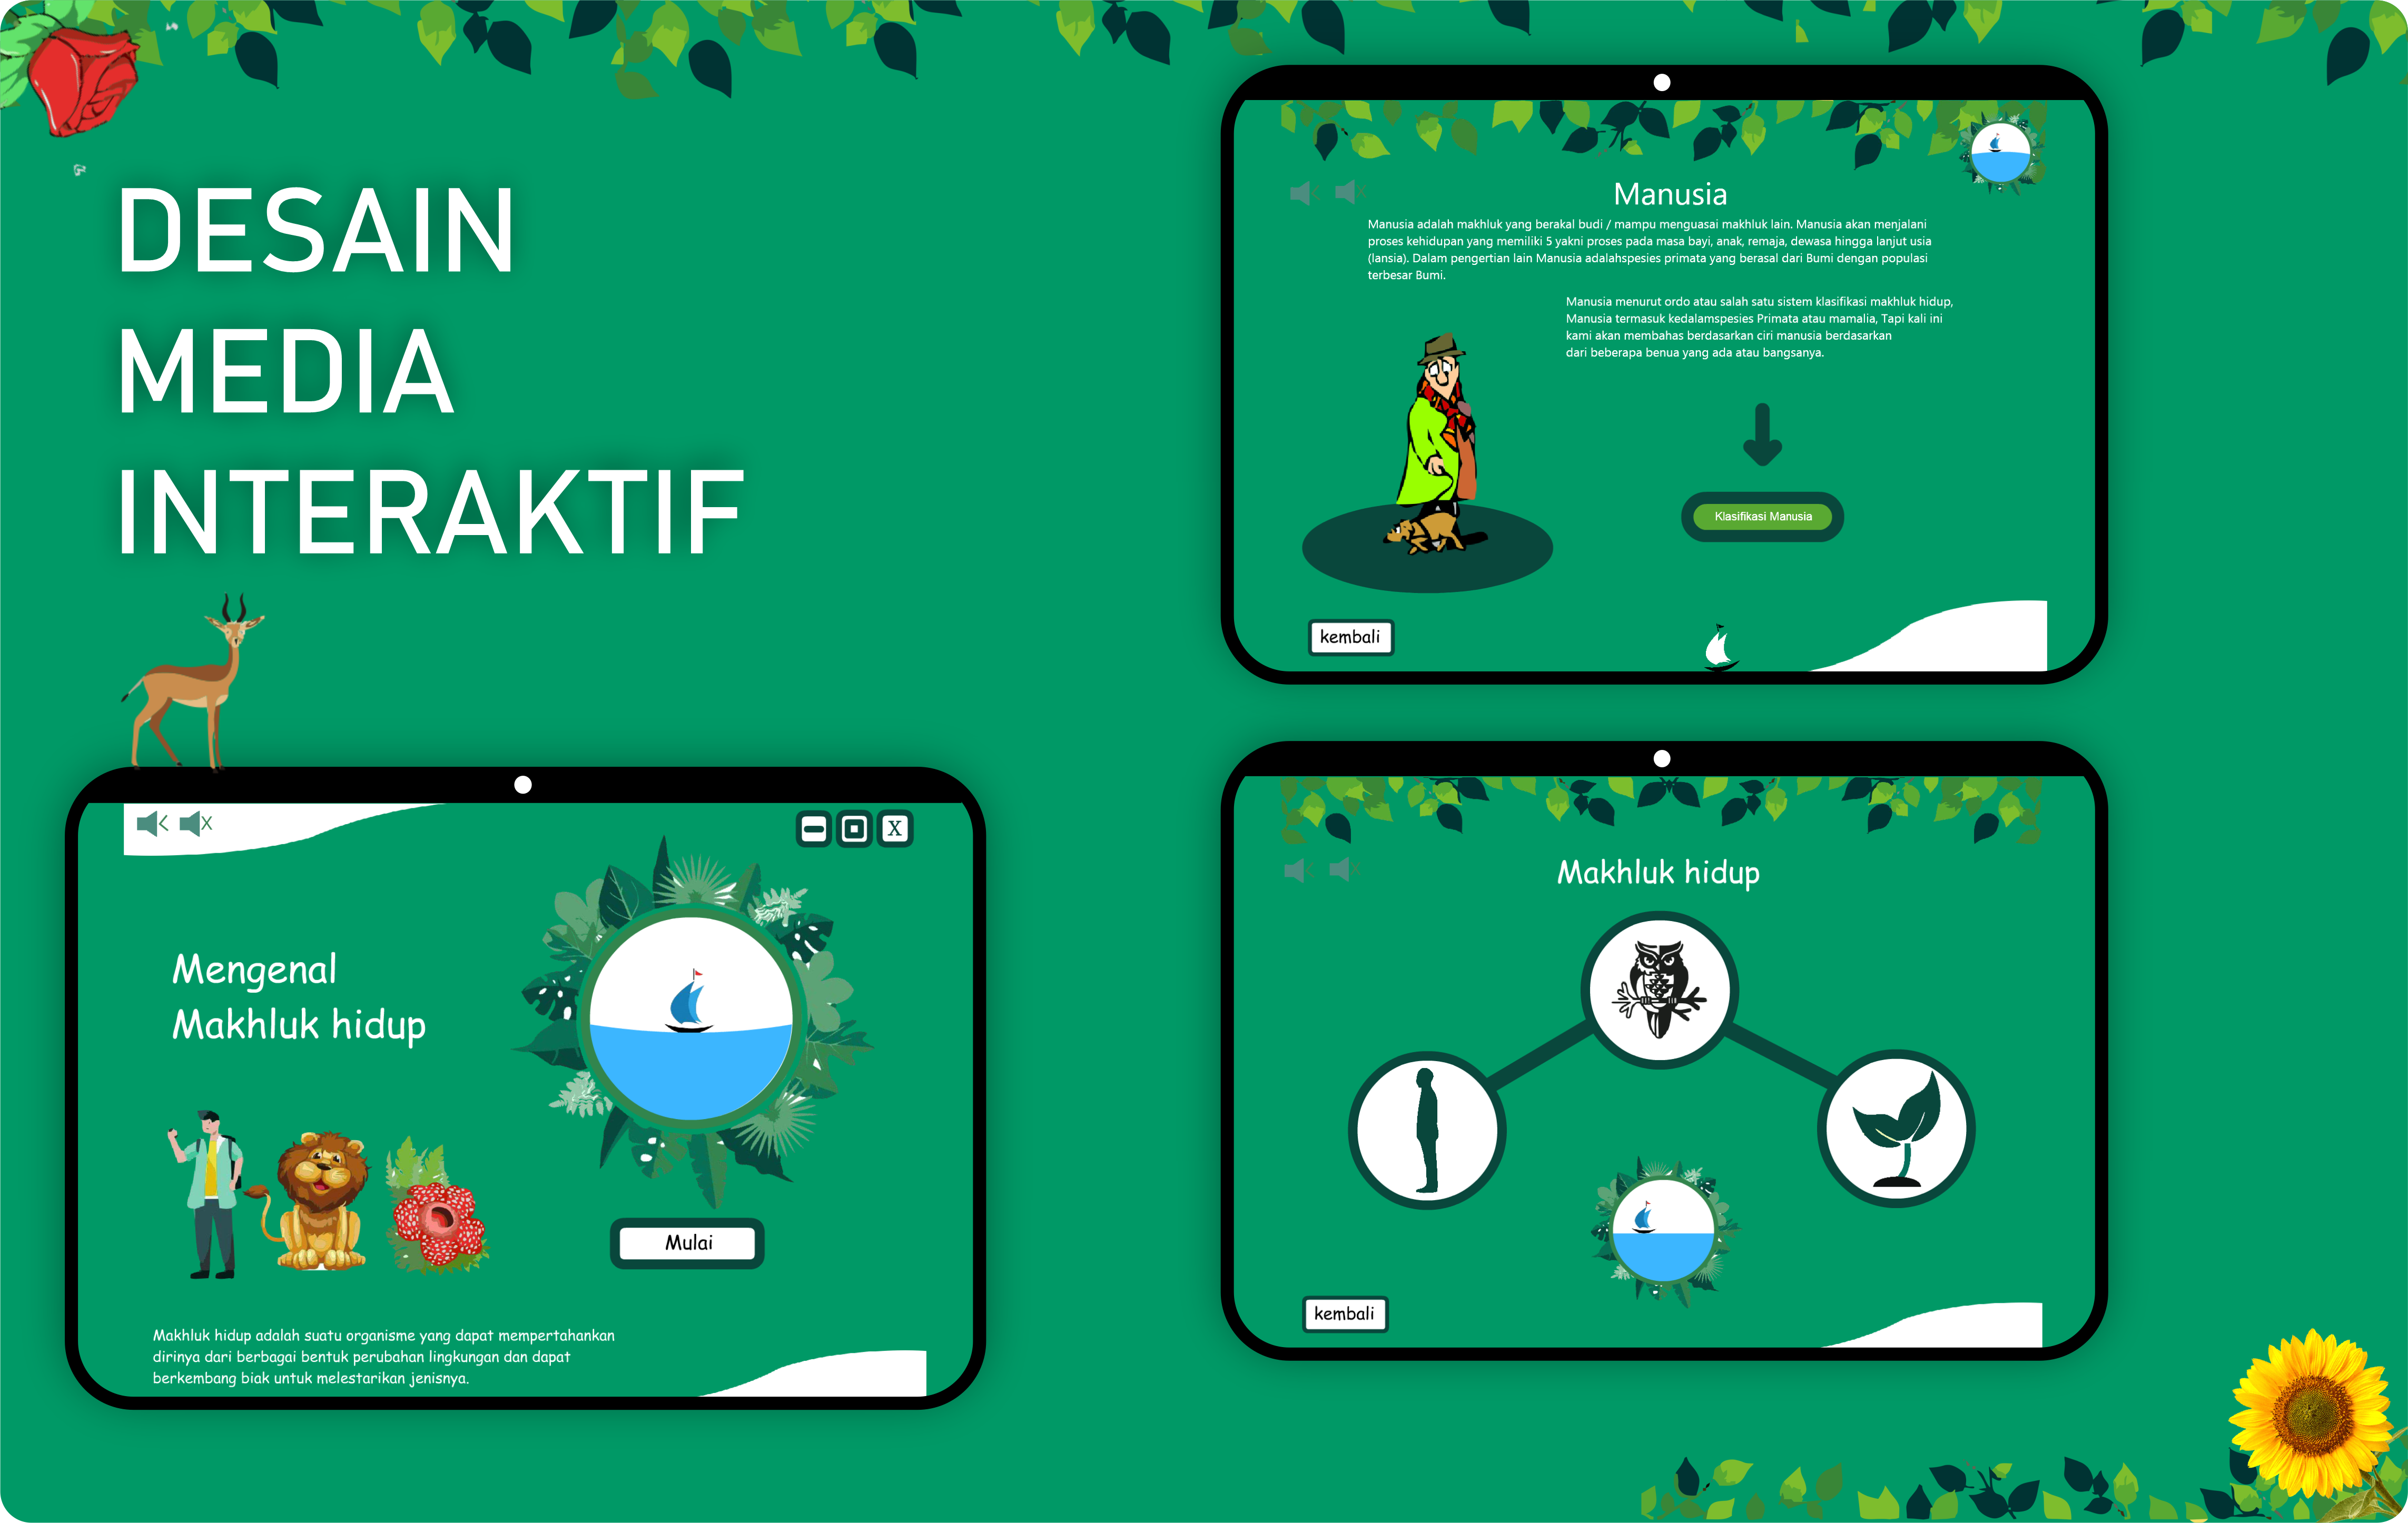 DESAIN
MEDIA
INTERAKTIF
Manusia
Manusia adalah makhluk yang berakal budi / mampu menguasai makhluk lain. Manusia akan menjalani
proses kehidupan yang memiliki 5 yakni proses pada masa bayi, anak, remaja, dewasa hingga lanjut usia
(lansia). Dalam pengertian lain Manusia adalahspesies primata yang berasal dari Bumi dengan populasi
terbesar Bumi.
Manusia menurut ordo atau salah satu sistem klasifikasi makhluk hidup,
Manusia termasuk kedalamspesies Primata atau mamalia, Tapi kali ini
kami akan membahas berdasarkan ciri manusia berdasarkan
dari beberapa benua yang ada atau bangsanya.
Klasifikasi Manusia
kembali
X
Mengenal
Makhluk hidup
Mulai
Makhluk hidup adalah suatu organisme yang dapat mempertahankan
dirinya dari berbagai bentuk perubahan lingkungan dan dapat
berkembang biak untuk melestarikan jenisnya.
Makhluk hidup
kembali